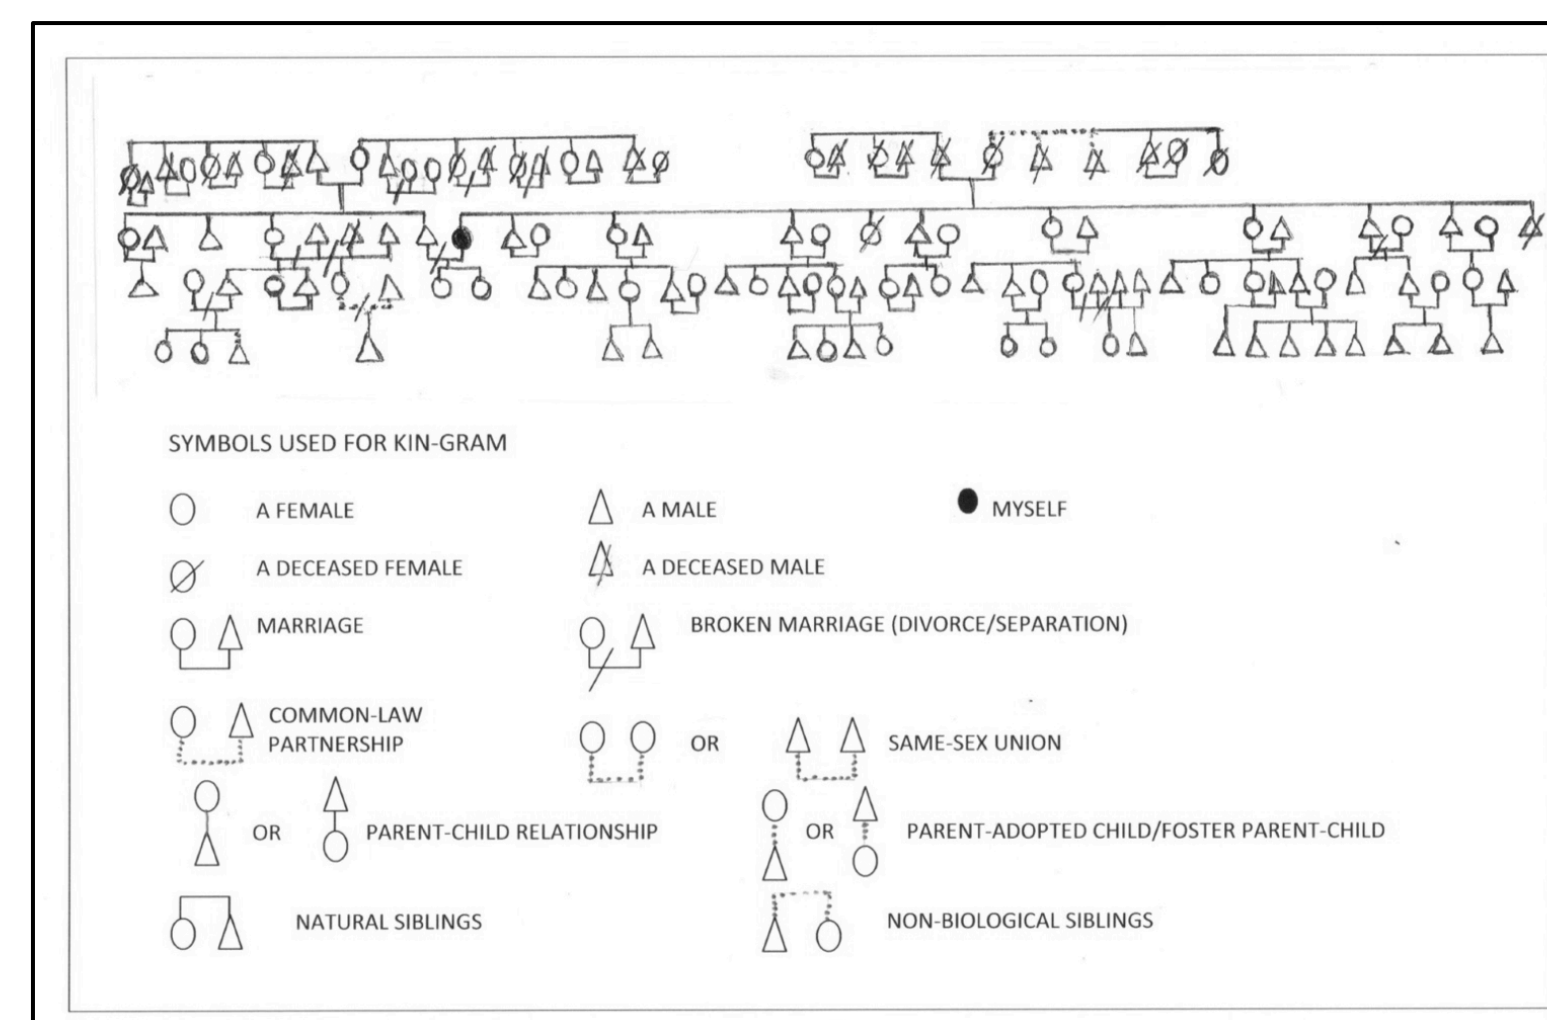 SYMBOLS USED FOR KIN-GRAM
A FEMALE
A MALE
MYSELF
A DECEASED FEMALE
A DECEASED MALE
MARRIAGE
BROKEN MARRIAGE (DIVORCE/SEPARATION)
COMMON-LAW
PARTNERSHIP
OR
SAME-SEX UNION
OR
PARENT-CHILD RELATIONSHIP
OR
PARENT-ADOPTED CHILD/FOSTER PARENT-CHILD
NATURAL SIBLINGS
NON-BIOLOGICAL SIBLINGS